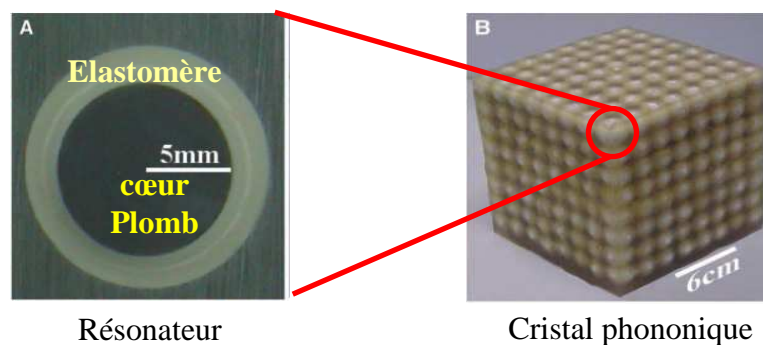 A
Elastomère
5mm
cœur
Plomb
Résonateur
B
6cm
Cristal phononique